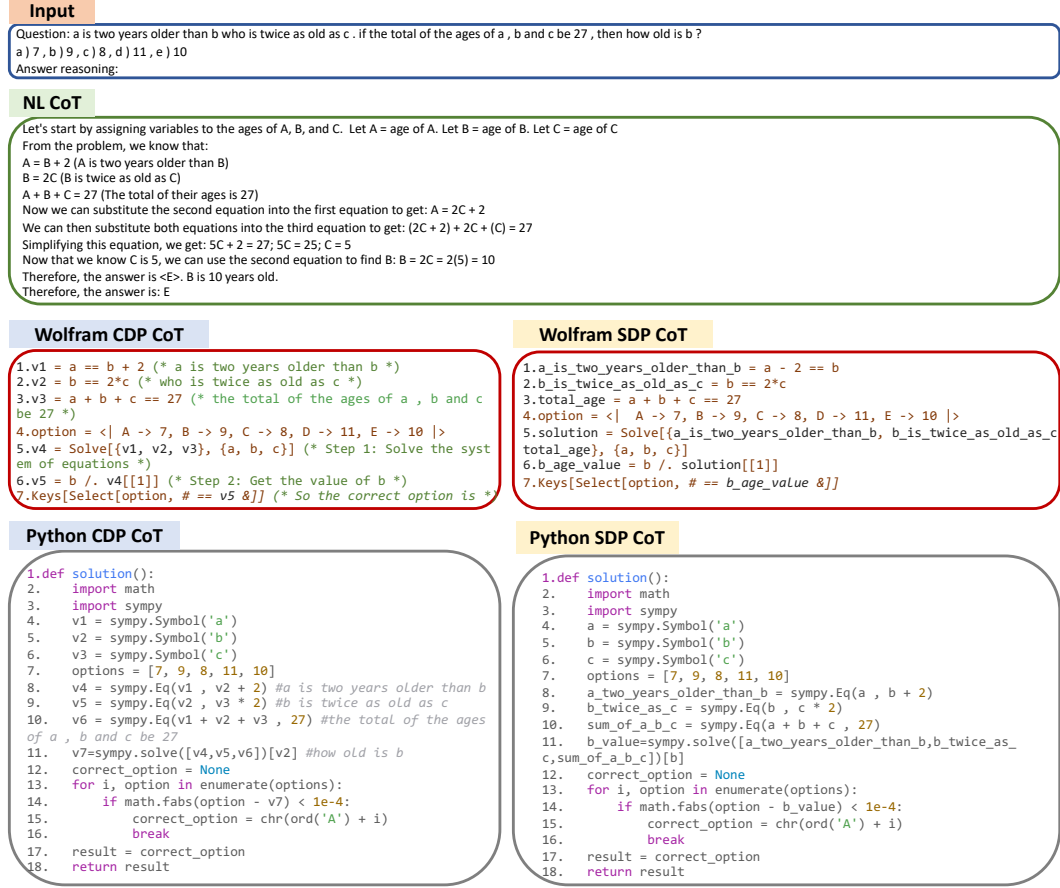 Input
Question: a is two years older than b who is twice as old as c . if the total of the ages of a , b and c be 27 , then how old is b ?
a ) 7 , b ) 9 , c ) 8 , d ) 11 , e ) 10
Answer reasoning:
NL CoT
Let's start by assigning variables to the ages of A, B, and C.  Let A = age of A. Let B = age of B. Let C = age of C
From the problem, we know that:
A = B + 2 (A is two years older than B)
B = 2C (B is twice as old as C)
A + B + C = 27 (The total of their ages is 27)
Now we can substitute the second equation into the first equation to get: A = 2C + 2
We can then substitute both equations into the third equation to get: (2C + 2) + 2C + (C) = 27
Simplifying this equation, we get: 5C + 2 = 27; 5C = 25; C = 5
Now that we know C is 5, we can use the second equation to find B: B = 2C = 2(5) = 10
Therefore, the answer is <E>. B is 10 years old.
Therefore, the answer is: E
Wolfram CDP CoT
1.v1 = a == b + 2 (* a is two years older than b *)
2.v2 = b == 2*c (* who is twice as old as c *)
3.v3 = a + b + c == 27 (* the total of the ages of a , b and c
be 27 *)
4.option = <|  A -> 7, B -> 9, C -> 8, D -> 11, E -> 10 |>
5.v4 = Solve[{v1, v2, v3}, {a, b, c}] (* Step 1: Solve the syst
em of equations *)
6.v5 = b /. v4[[1]] (* Step 2: Get the value of b *)
7.Keys[Select[option, # == v5 &]] (* So the correct option is *)
Wolfram SDP CoT
1.a_is_two_years_older_than_b = a - 2 == b
2.b_is_twice_as_old_as_c = b == 2*c
3.total_age = a + b + c == 27
4.option = <|  A -> 7, B -> 9, C -> 8, D -> 11, E -> 10 |>
5.solution = Solve[{a_is_two_years_older_than_b, b_is_twice_as_old_as_c
total_age}, {a, b, c}]
6.b_age_value = b /. solution[[1]]
7.Keys[Select[option, # == b_age_value &]]
Python CDP CoT
1.def solution():
2.    import math
3.    import sympy
4.    v1 = sympy.Symbol('a')
5.    v2 = sympy.Symbol('b')
6.    v3 = sympy.Symbol('c')
7.    options = [7, 9, 8, 11, 10]
8.    v4 = sympy.Eq(v1 , v2 + 2) #a is two years older than b
9.    v5 = sympy.Eq(v2 , v3 * 2) #b is twice as old as c
10.    v6 = sympy.Eq(v1 + v2 + v3 , 27) #the total of the ages
of a , b and c be 27
11.    v7=sympy.solve([v4,v5,v6])[v2] #how old is b
12.    correct_option = None
13.    for i, option in enumerate(options):
14.        if math.fabs(option - v7) < 1e-4:
15.            correct_option = chr(ord('A') + i)
16.            break
17.    result = correct_option
18.    return result
Python SDP CoT
1.def solution():
2.    import math
3.    import sympy
4.    a = sympy.Symbol('a')
5.    b = sympy.Symbol('b')
6.    c = sympy.Symbol('c')
7.    options = [7, 9, 8, 11, 10]
8.    a_two_years_older_than_b = sympy.Eq(a , b + 2)
9.    b_twice_as_c = sympy.Eq(b , c * 2)
10.    sum_of_a_b_c = sympy.Eq(a + b + c , 27)
11.    b_value=sympy.solve([a_two_years_older_than_b,b_twice_as_
c,sum_of_a_b_c])[b]
12.    correct_option = None
13.    for i, option in enumerate(options):
14.        if math.fabs(option - b_value) < 1e-4:
15.            correct_option = chr(ord('A') + i)
16.            break
17.    result = correct_option
18.    return result